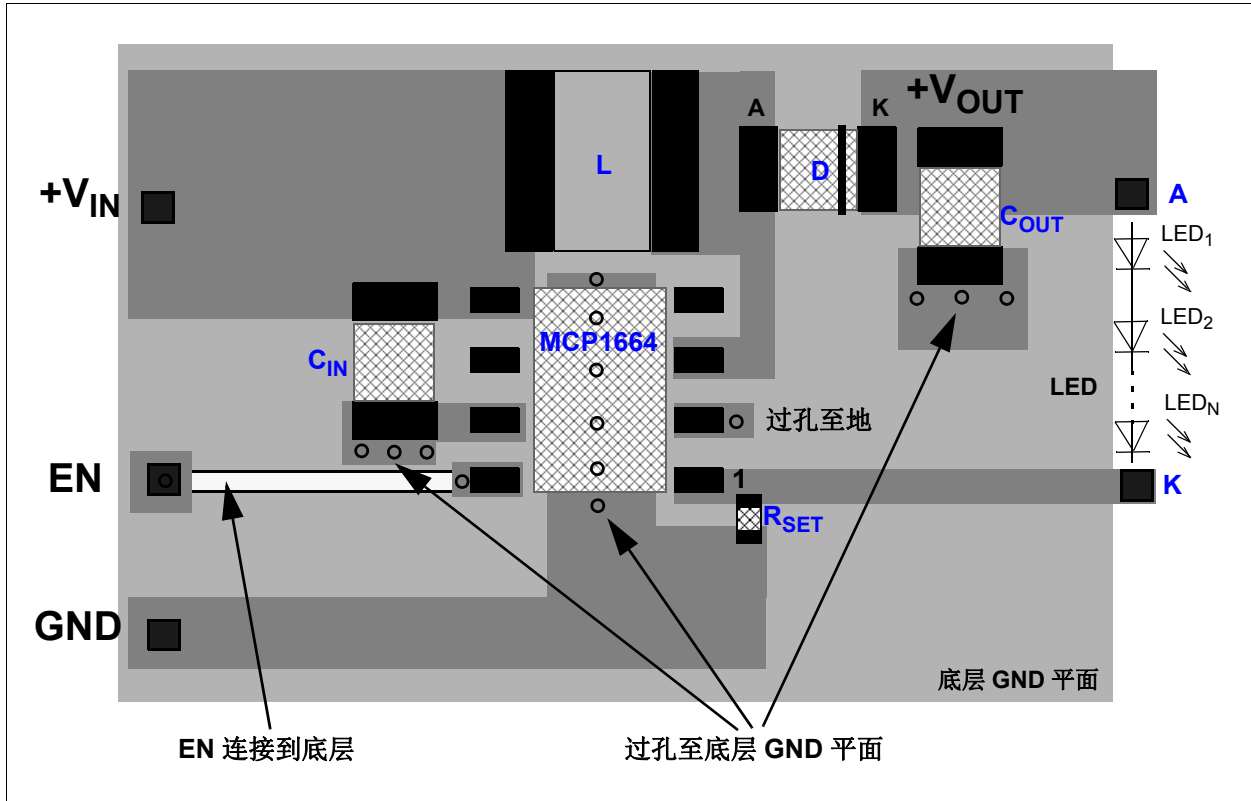 +VOUT
A
K
L
D
+VIN
A
COUT
LED1
MCP1664
LED2
CIN
LED
LEDN
过孔至地
EN
1
K
RSET
GND
底层 GND 平面
EN 连接到底层
过孔至底层 GND 平面